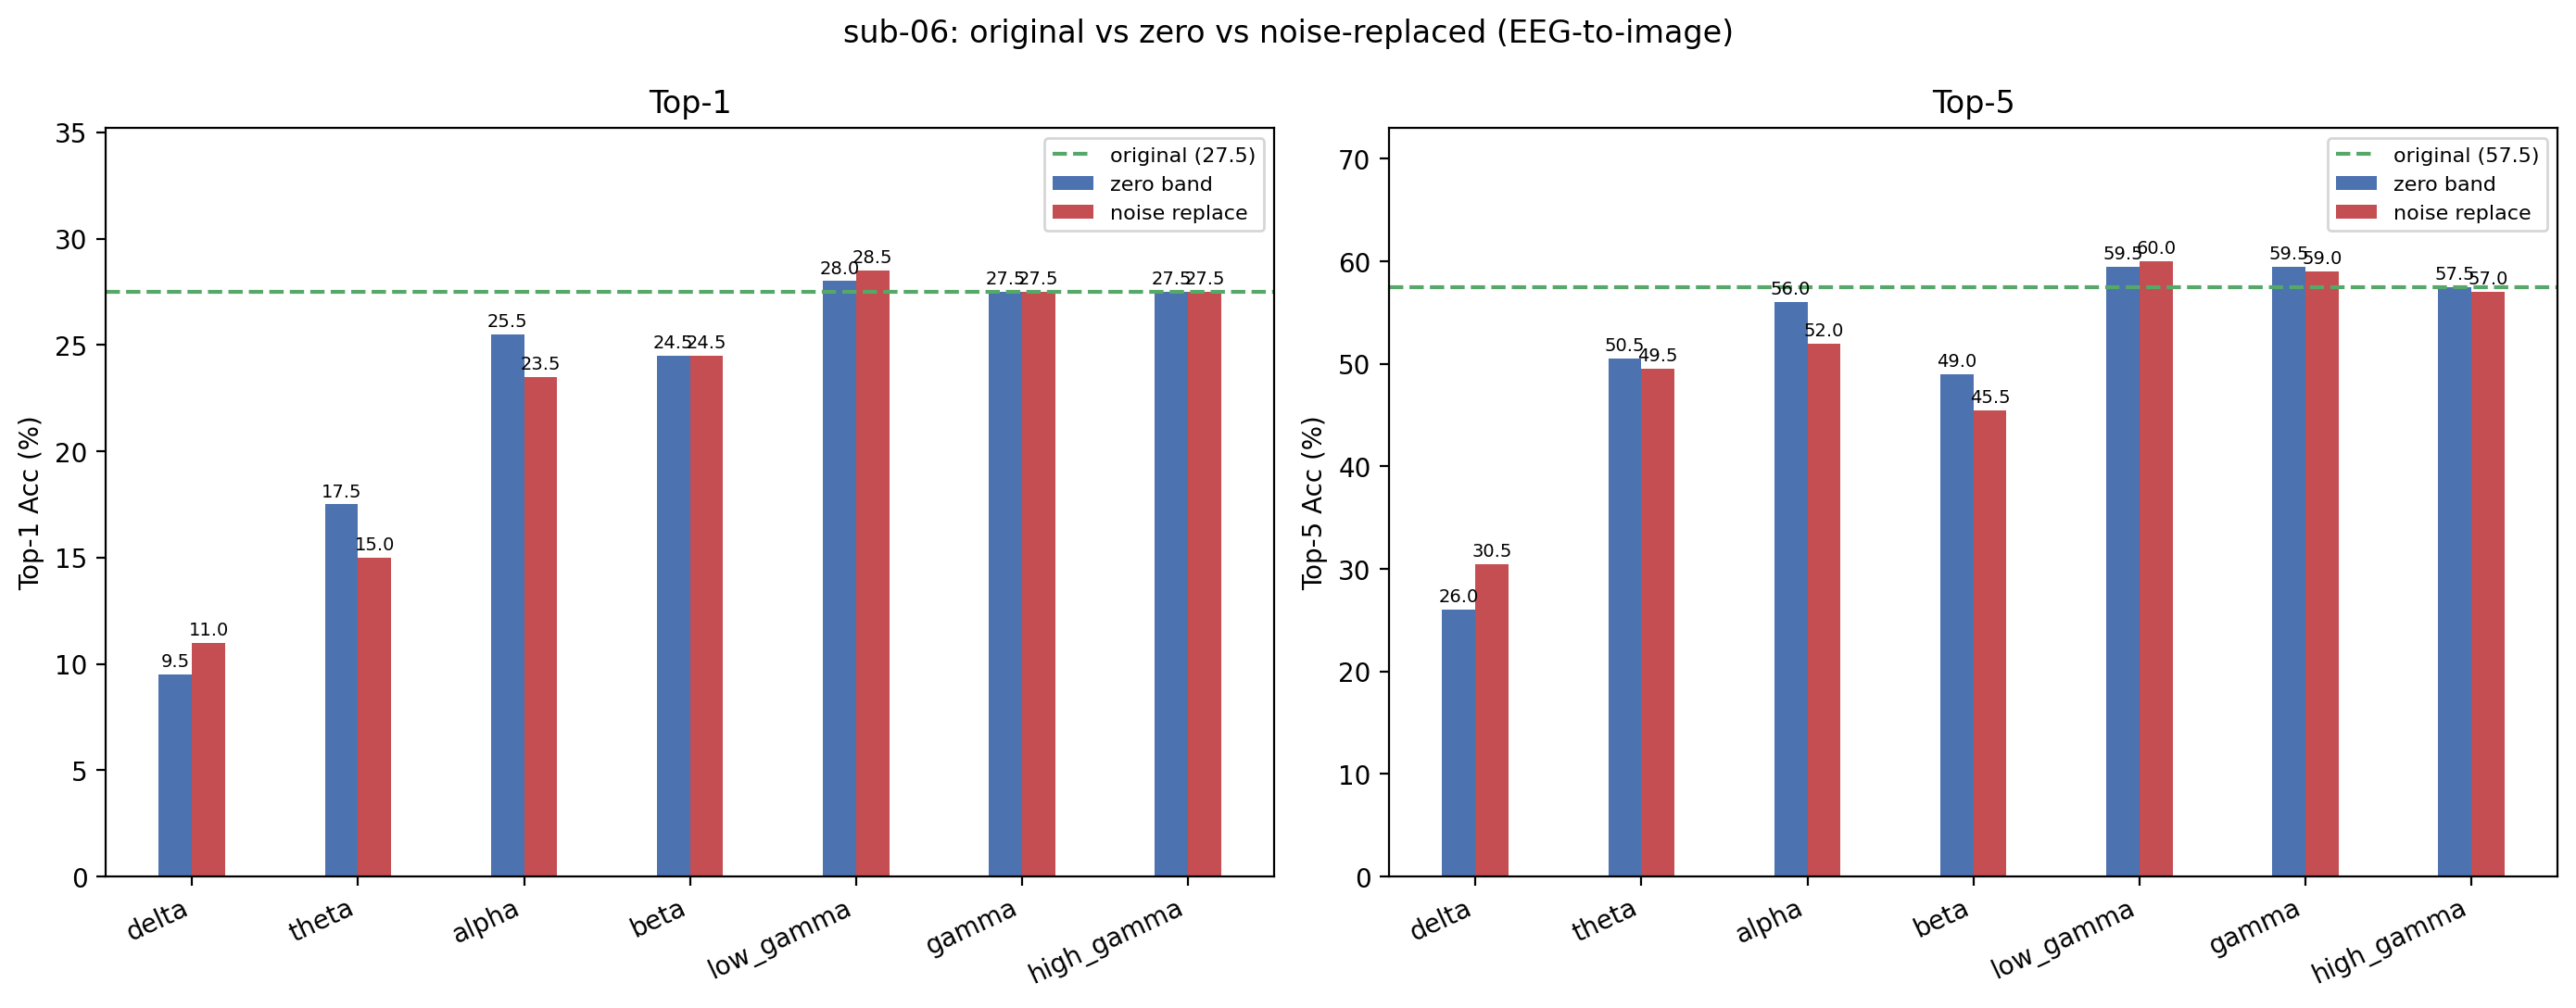 sub-06: original vs zero vs noise-replaced (EEG-to-image)
Top-1
35
30
25
20
15
10
5
0
Top-1 Acc (%)
original (27.5)
zero band
noise replace
9.5
11.0
17.5
15.0
25.5
23.5
24.5
24.5
28.0
28.5
27.5
27.5
27.5
27.5
delta
theta
alpha
beta
low_gamma
gamma
high_gamma
Top-5
70
60
50
40
30
20
10
0
Top-5 Acc (%)
original (57.5)
zero band
noise replace
26.0
30.5
50.5
49.5
56.0
52.0
49.0
45.5
59.5
60.0
59.5
59.0
57.5
57.0
delta
theta
alpha
beta
low_gamma
gamma
high_gamma